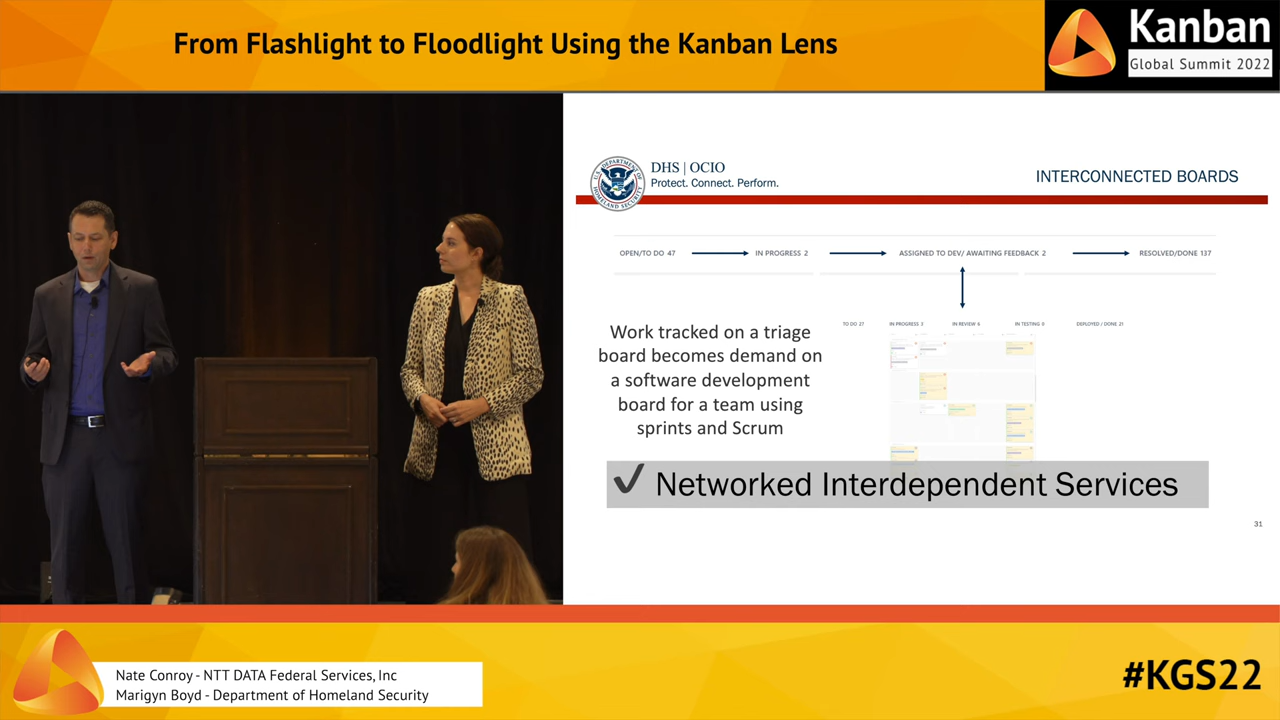 From Flashlight to Floodlight Using the Kanban Lens
Kanban
Global Summit 2022
DHS | OCIO
Protect. Connect. Perform.
INTERCONNECTED BOARDS
OPEN/TO DO 47
IN PROGRESS 2
ASSIGNED TO DEV/ AWAITING FEEDBACK 2
RESOLVED/DONE 137
TO DO 27
IN PROGRESS 3
IN REVIEW 6
IN TESTING 9
DEPLOYED / DONE 21
Work tracked on a triage
board becomes demand on
a software development
board for a team using
sprints and Scrum
✓ Networked Interdependent Services
31
Nate Conroy - NTT DATA Federal Services, Inc
Marigyn Boyd - Department of Homeland Security
#KGS22